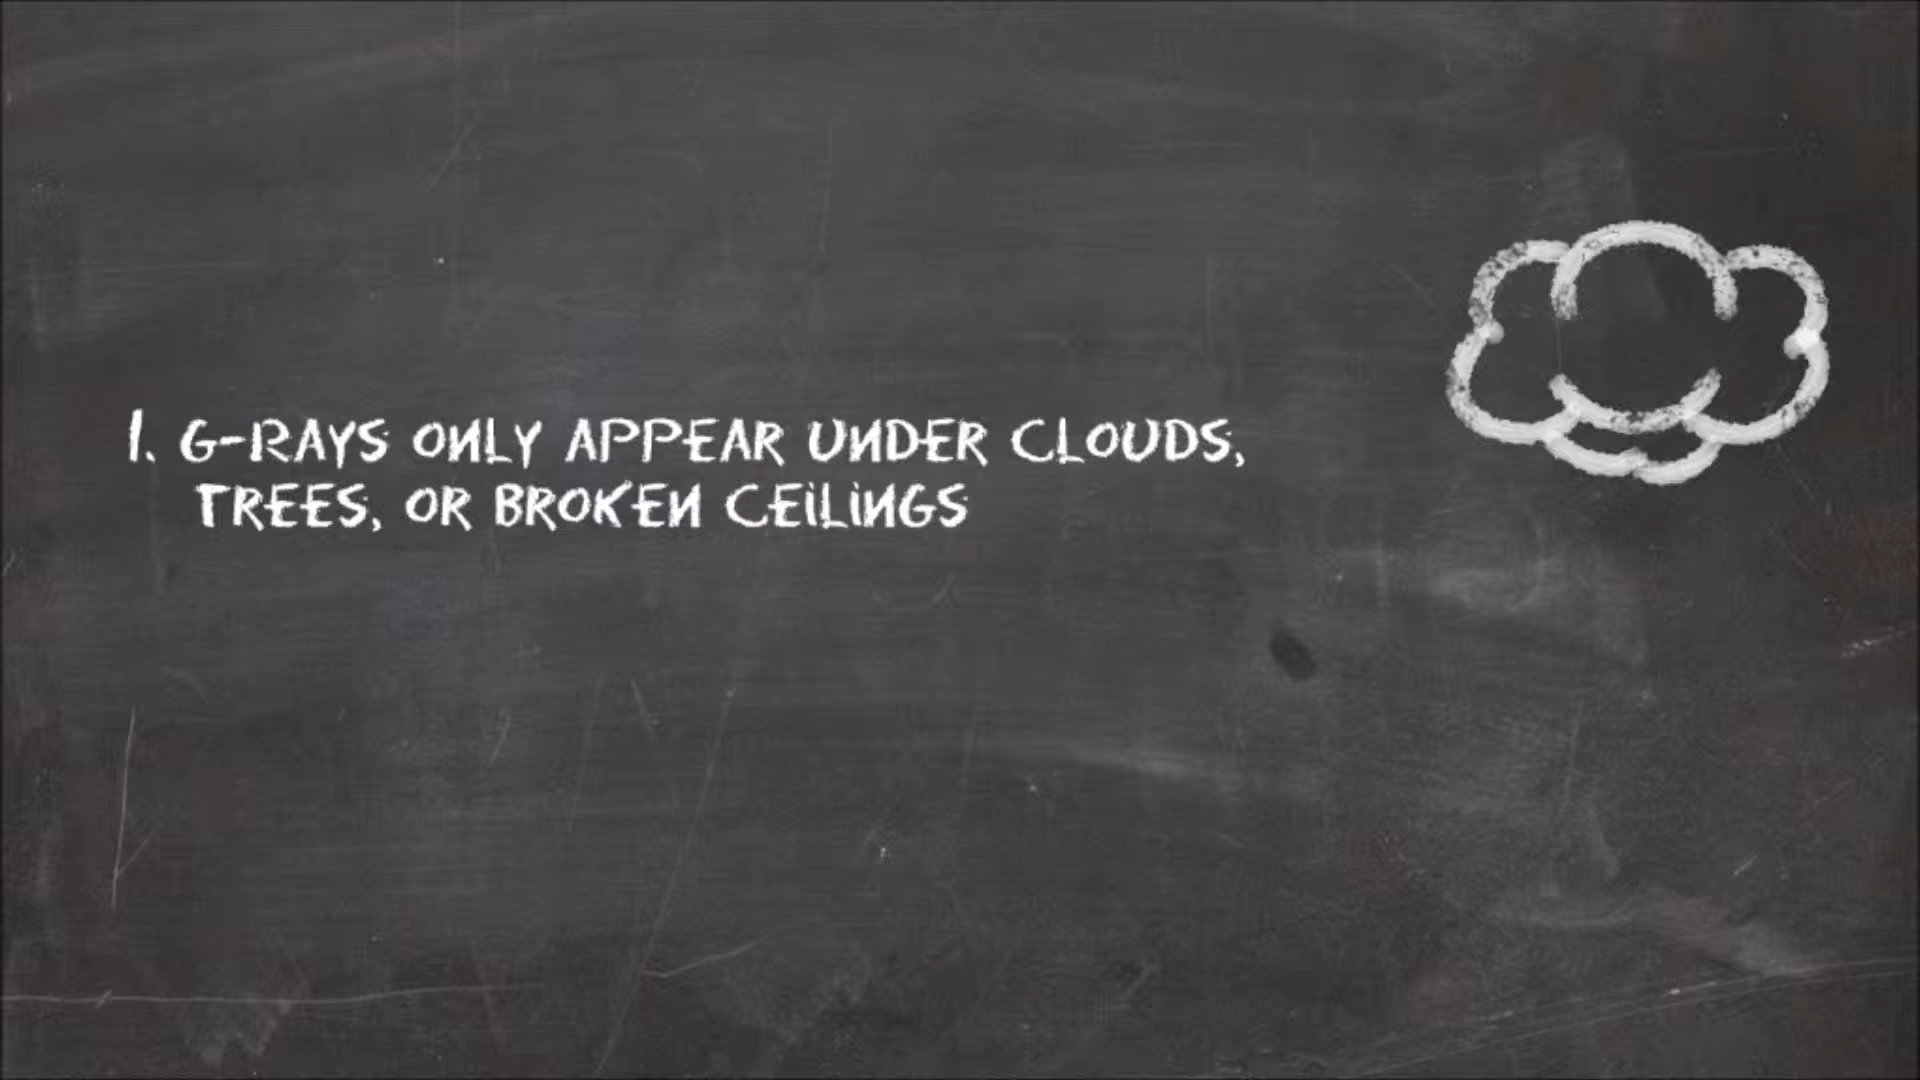 1. G-RAYS ONLY APPEAR UNDER CLOUDS,
TREES, OR BROKEN CEILINGS